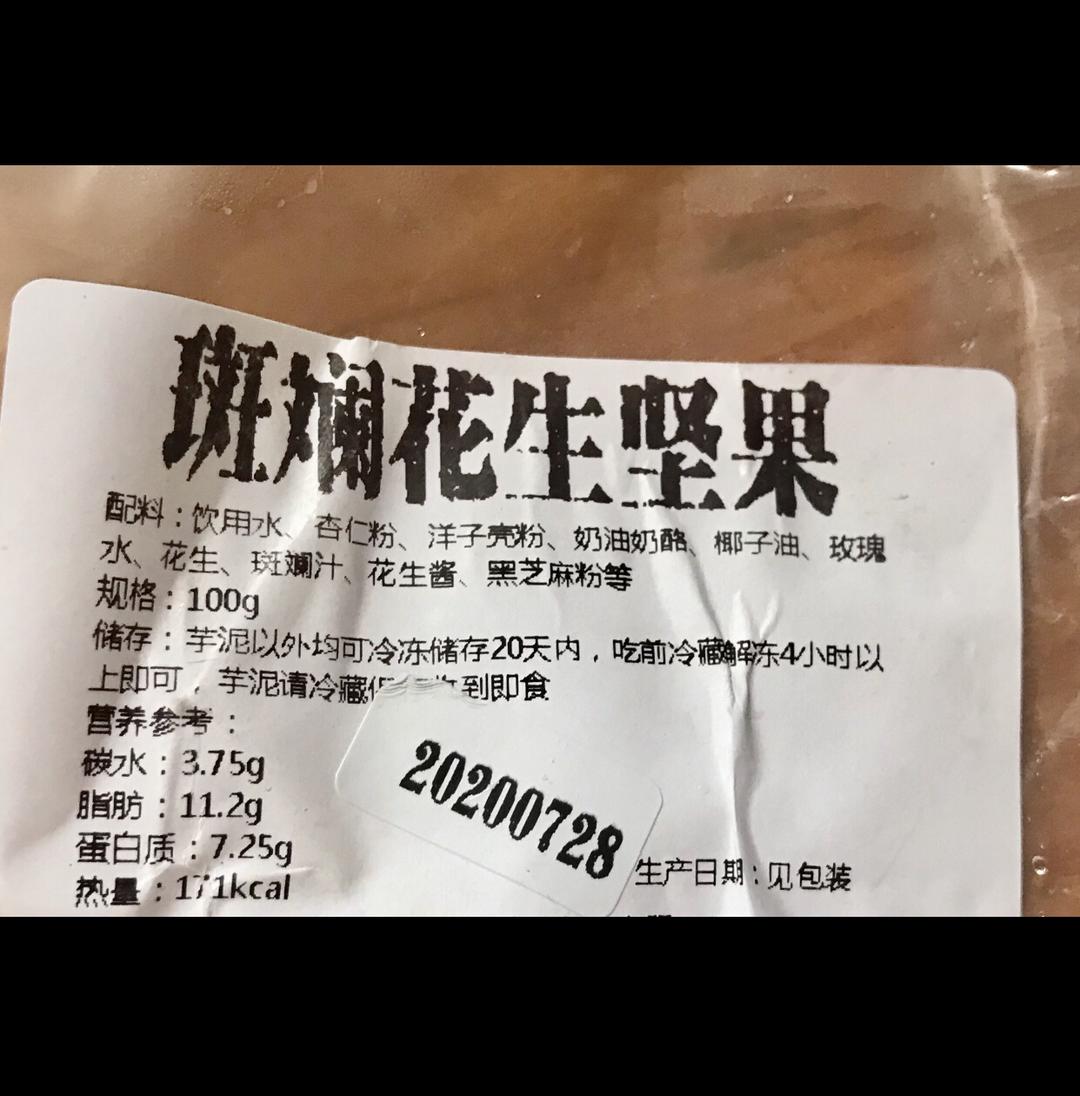 斑斓花生坚果
配料：饮用水、杏仁粉、洋子壳粉、奶油奶酪、椰子油、玫瑰
水、花生、斑斓汁、花生酱、黑芝麻粉等
规格：100g
储存：芋泥以外均可冷冻储存20天内，吃前冷藏解冻4小时以
上即可，芋泥请冷藏 到即食
营养参考：
碳水：3.75g
脂肪：11.2g
蛋白质：7.25g
热量：171kcal
20200728
生产日期：见包装